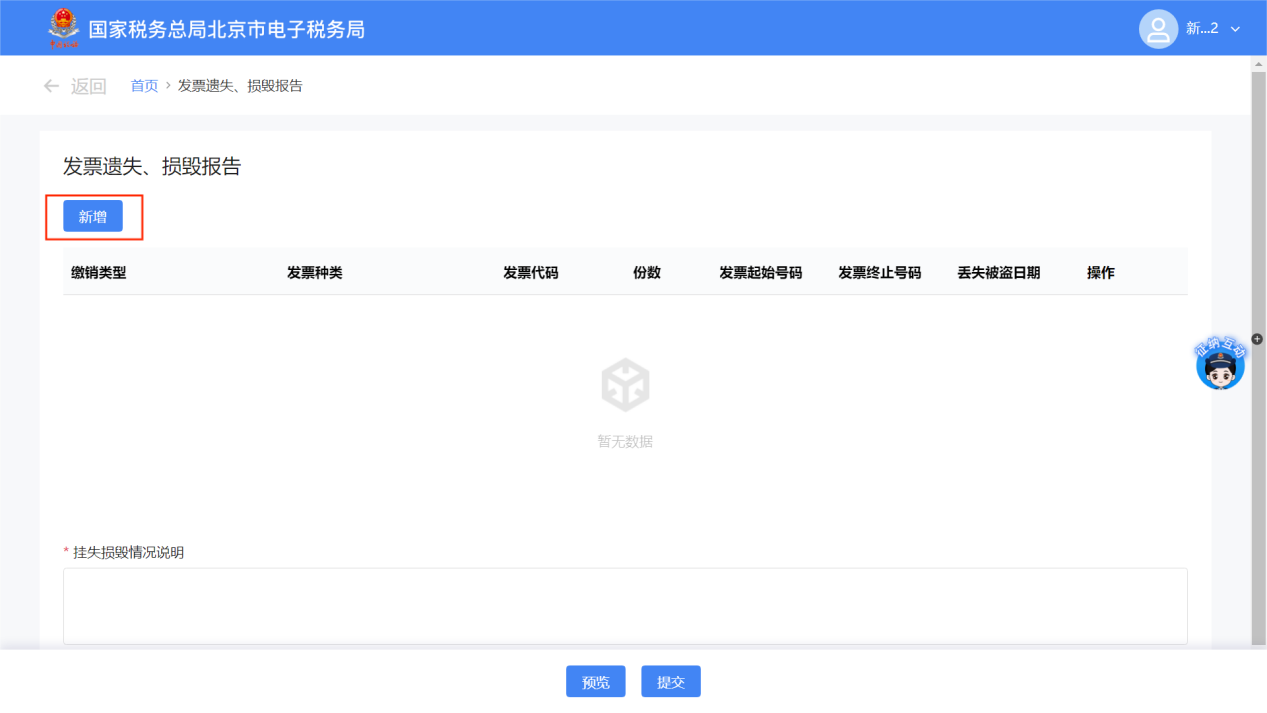 国家税务总局北京市电子税务局
新...2
返回 首页 > 发票遗失、损毁报告
发票遗失、损毁报告
新增
缴销类型 发票种类 发票代码 份数 发票起始号码 发票终止号码 丢失被盗日期 操作
征纳互动
暂无数据
* 挂失损毁情况说明
预览 提交